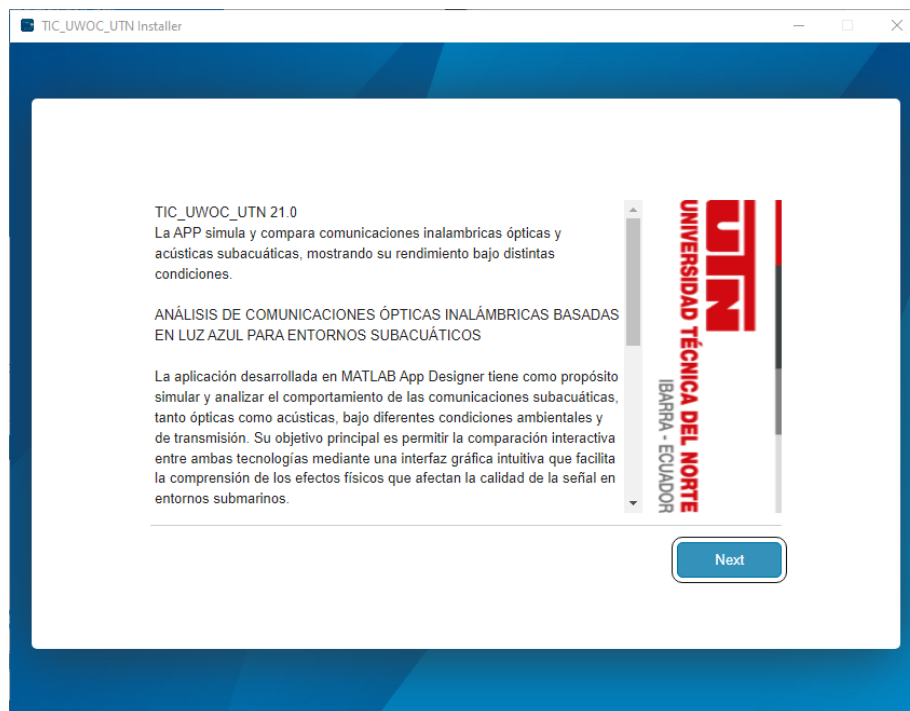 TIC_UWOC_UTN Installer
TIC_UWOC_UTN 21.0
La APP simula y compara comunicaciones inalambricas ópticas y
acústicas subacuáticas, mostrando su rendimiento bajo distintas
condiciones.
ANÁLISIS DE COMUNICACIONES ÓPTICAS INALÁMBRICAS BASADAS
EN LUZ AZUL PARA ENTORNOS SUBACUÁTICOS
La aplicación desarrollada en MATLAB App Designer tiene como propósito
simular y analizar el comportamiento de las comunicaciones subacuáticas,
tanto ópticas como acústicas, bajo diferentes condiciones ambientales y
de transmisión. Su objetivo principal es permitir la comparación interactiva
entre ambas tecnologías mediante una interfaz gráfica intuitiva que facilita
la comprensión de los efectos físicos que afectan la calidad de la señal en
entornos submarinos.
UTN
UNIVERSIDAD TÉCNICA DEL NORTE
IBARRA - ECUADOR
Next